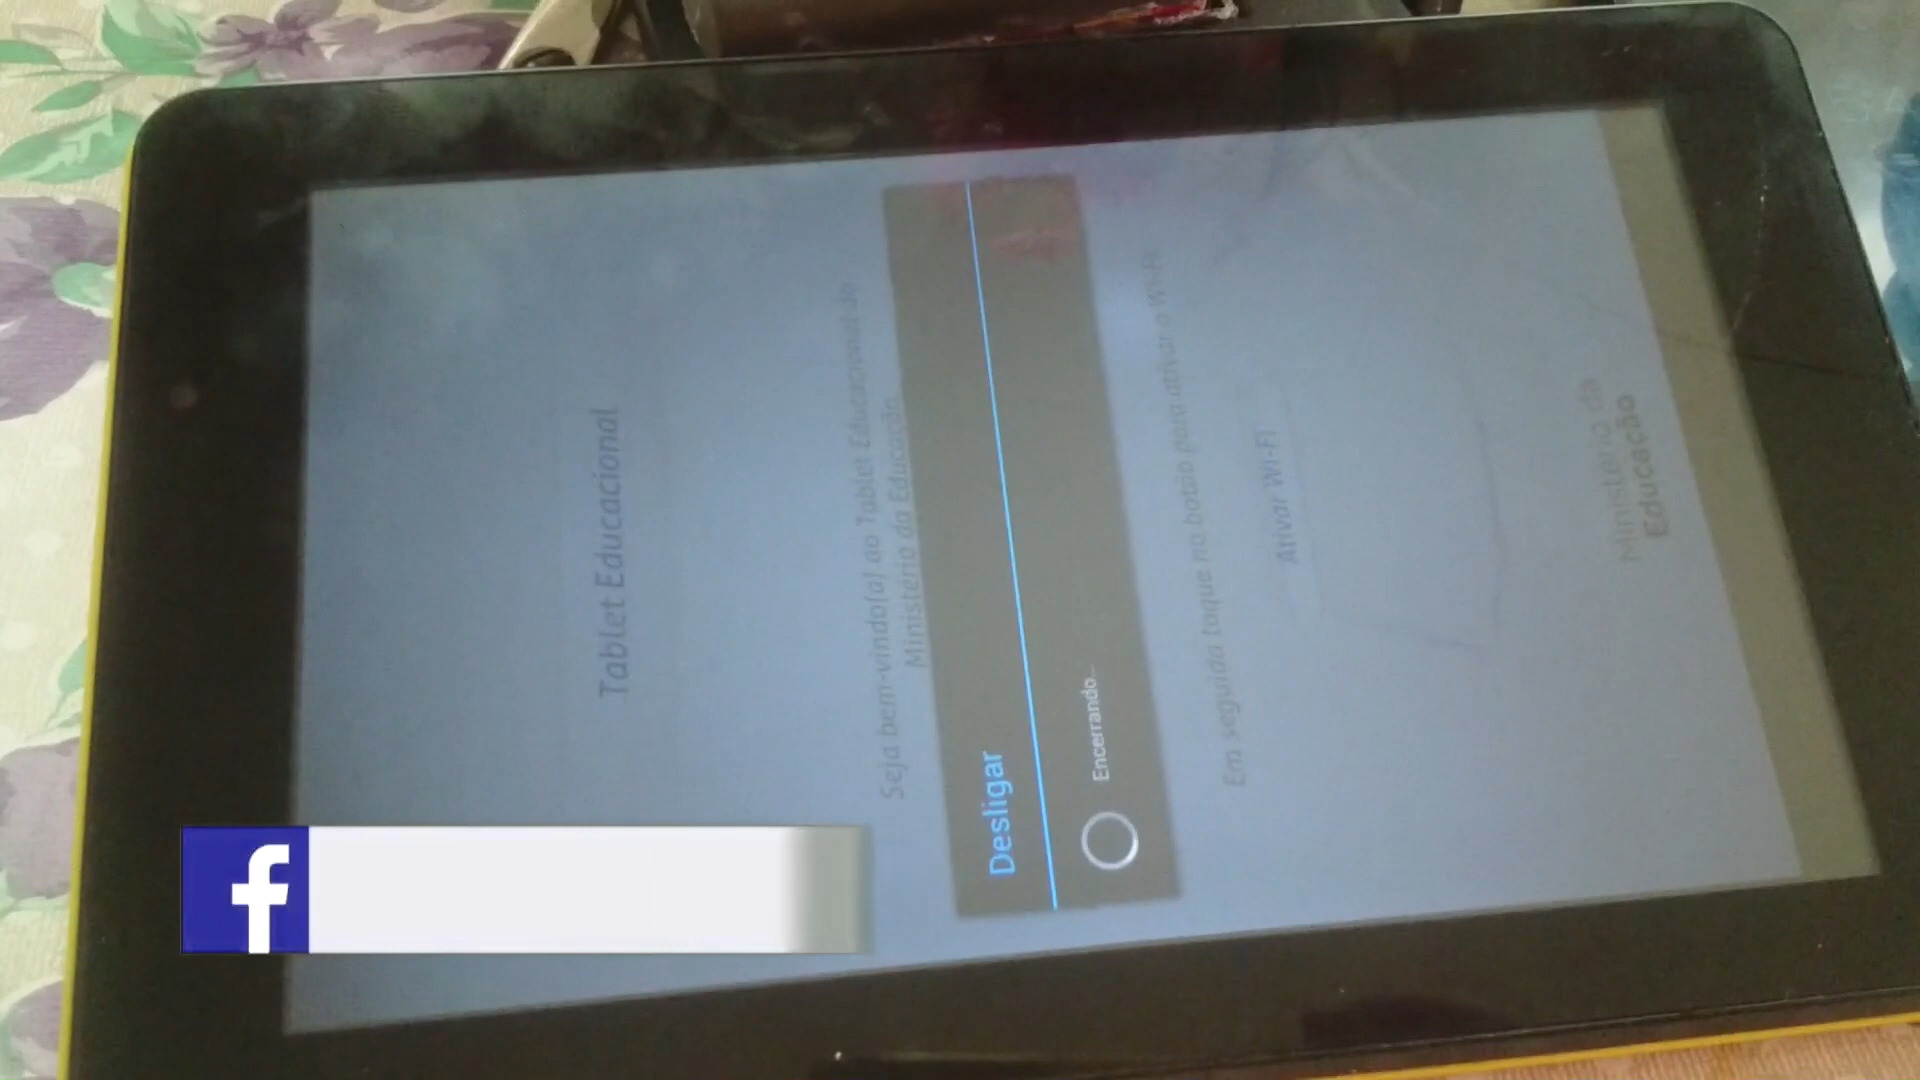 Tablet Educacional
Seja bem-vindo(a) ao Tablet Educacional do
Ministério da Educação
Desligar
Encerrando...
Em seguida toque no botão para ativar o Wi-Fi
Ativar Wi-Fi
Ministério da
Educação
f